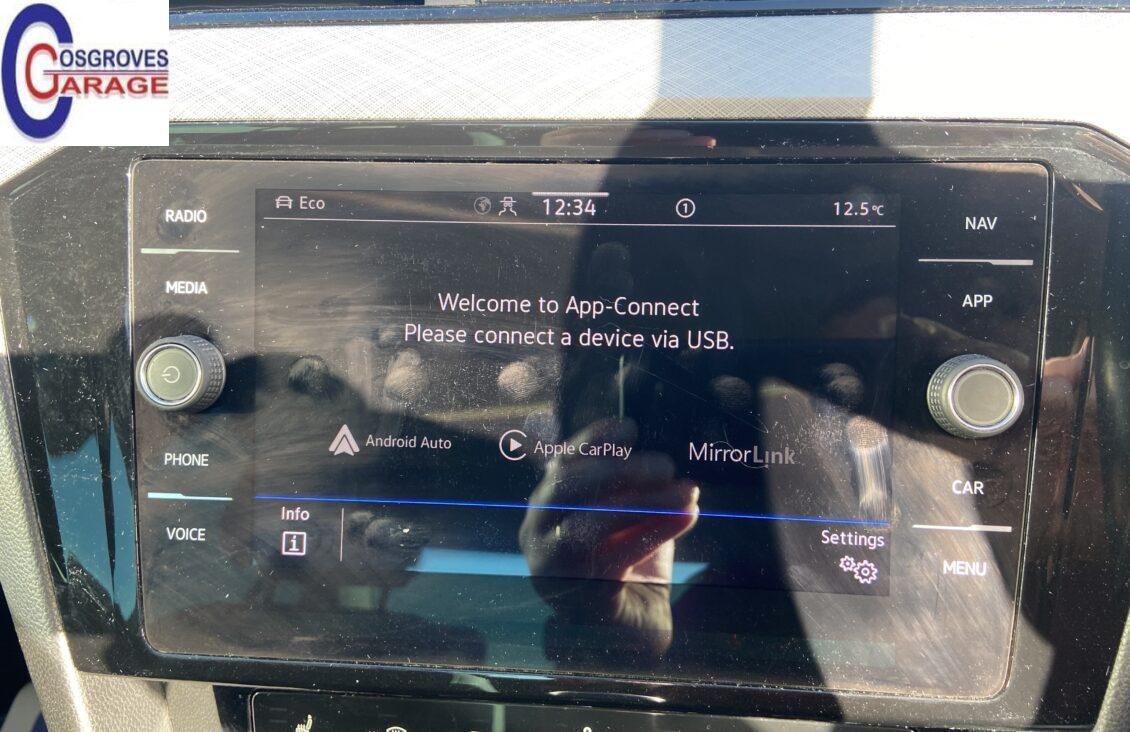 COSGROVES
GARAGE
RADIO
MEDIA
PHONE
VOICE
Eco
12:34
1
12.5°C
Welcome to App-Connect
Please connect a device via USB.
Android Auto
Apple CarPlay
MirrorLink
Info
i
Settings
NAV
APP
CAR
MENU